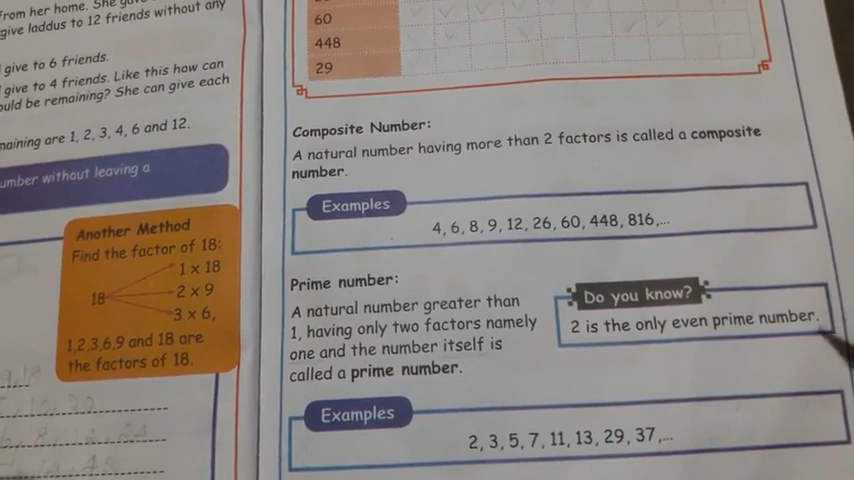 from her home. She
give laddus to 12 friends without any
give to 6 friends.
give to 4 friends. Like this how can
ould be remaining? She can give each
maining are 1, 2, 3, 4, 6 and 12.
umber without leaving a
Another Method
Find the factor of 18:
18
1 x 18
2 x 9
3 x 6,
1,2,3,6,9 and 18 are
the factors of 18.
60
448
29
Composite Number:
A natural number having more than 2 factors is called a composite
number.
Examples
4, 6, 8, 9, 12, 26, 60, 448, 816,...
Prime number:
A natural number greater than
1, having only two factors namely
one and the number itself is
called a prime number.
Do you know?
2 is the only even prime number.
Examples
2, 3, 5, 7, 11, 13, 29, 37,...